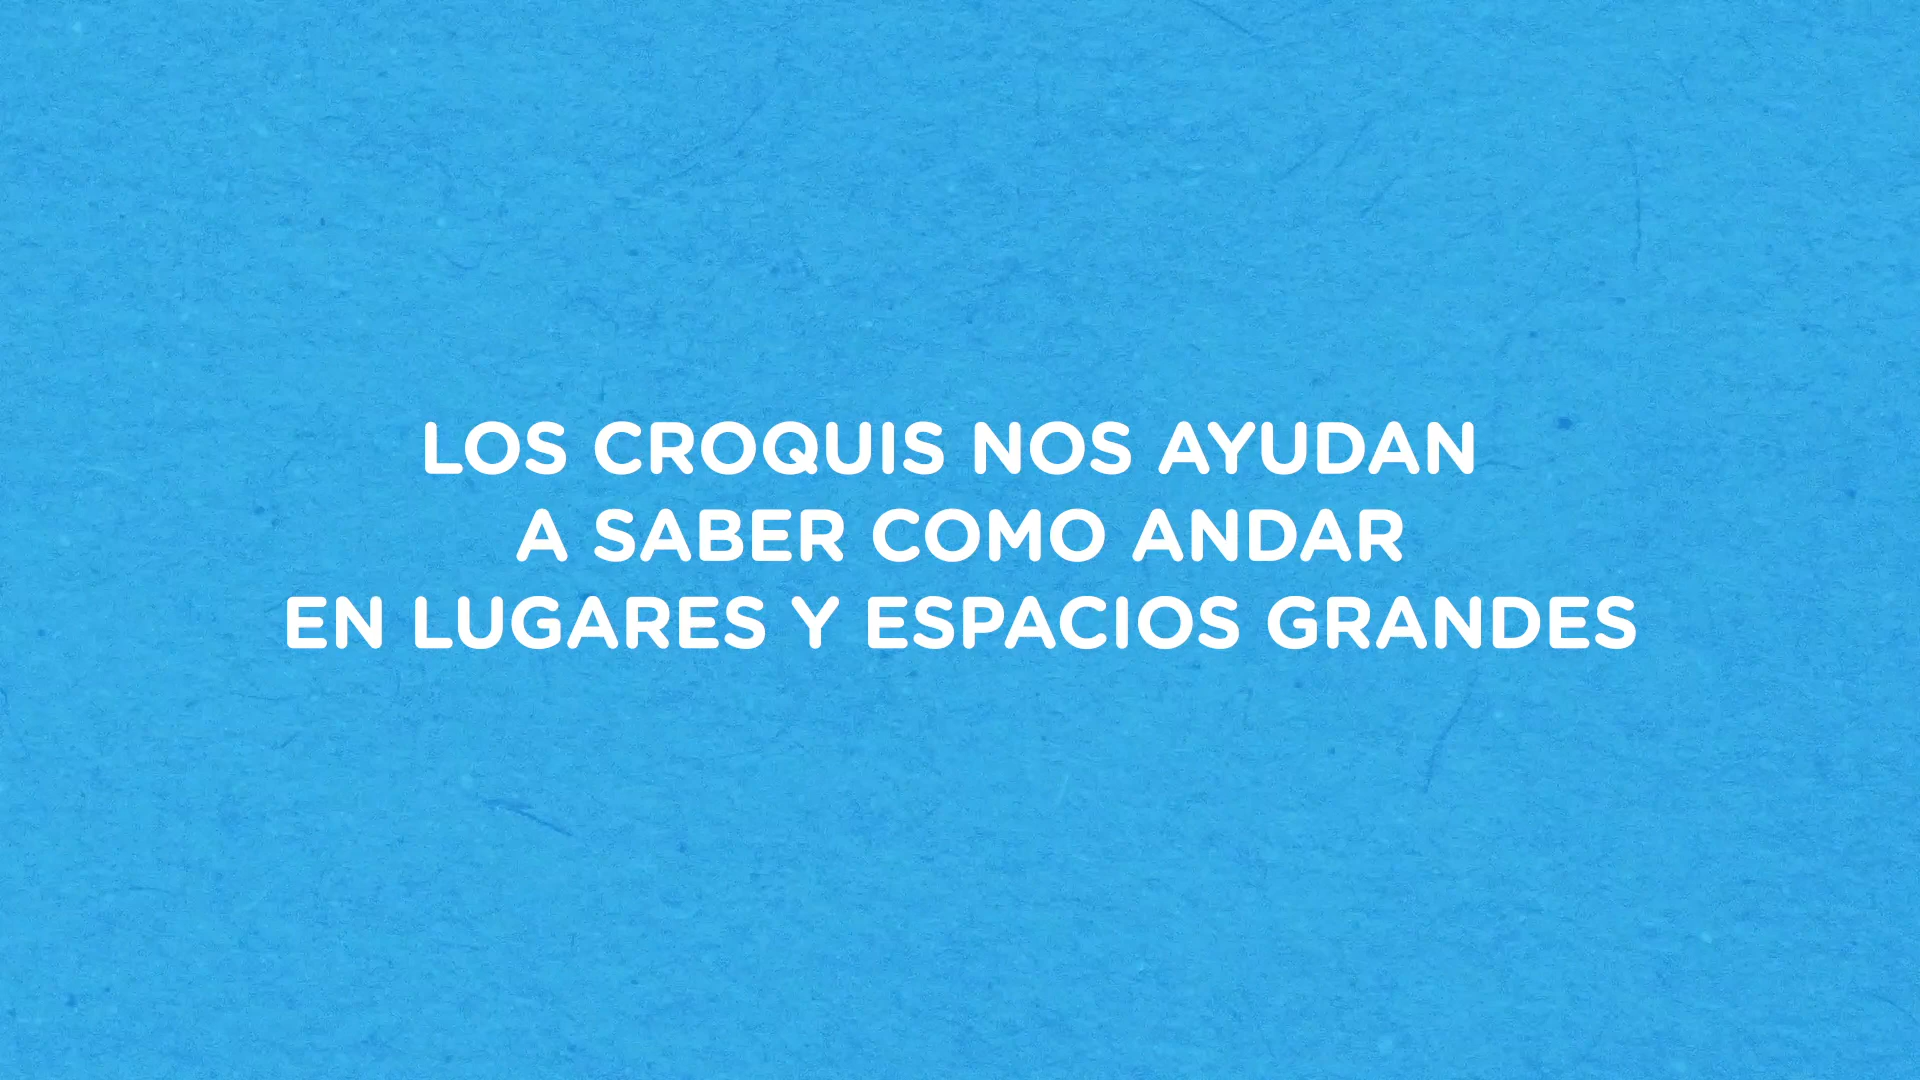 LOS CROQUIS NOS AYUDAN
A SABER COMO ANDAR
EN LUGARES Y ESPACIOS GRANDES